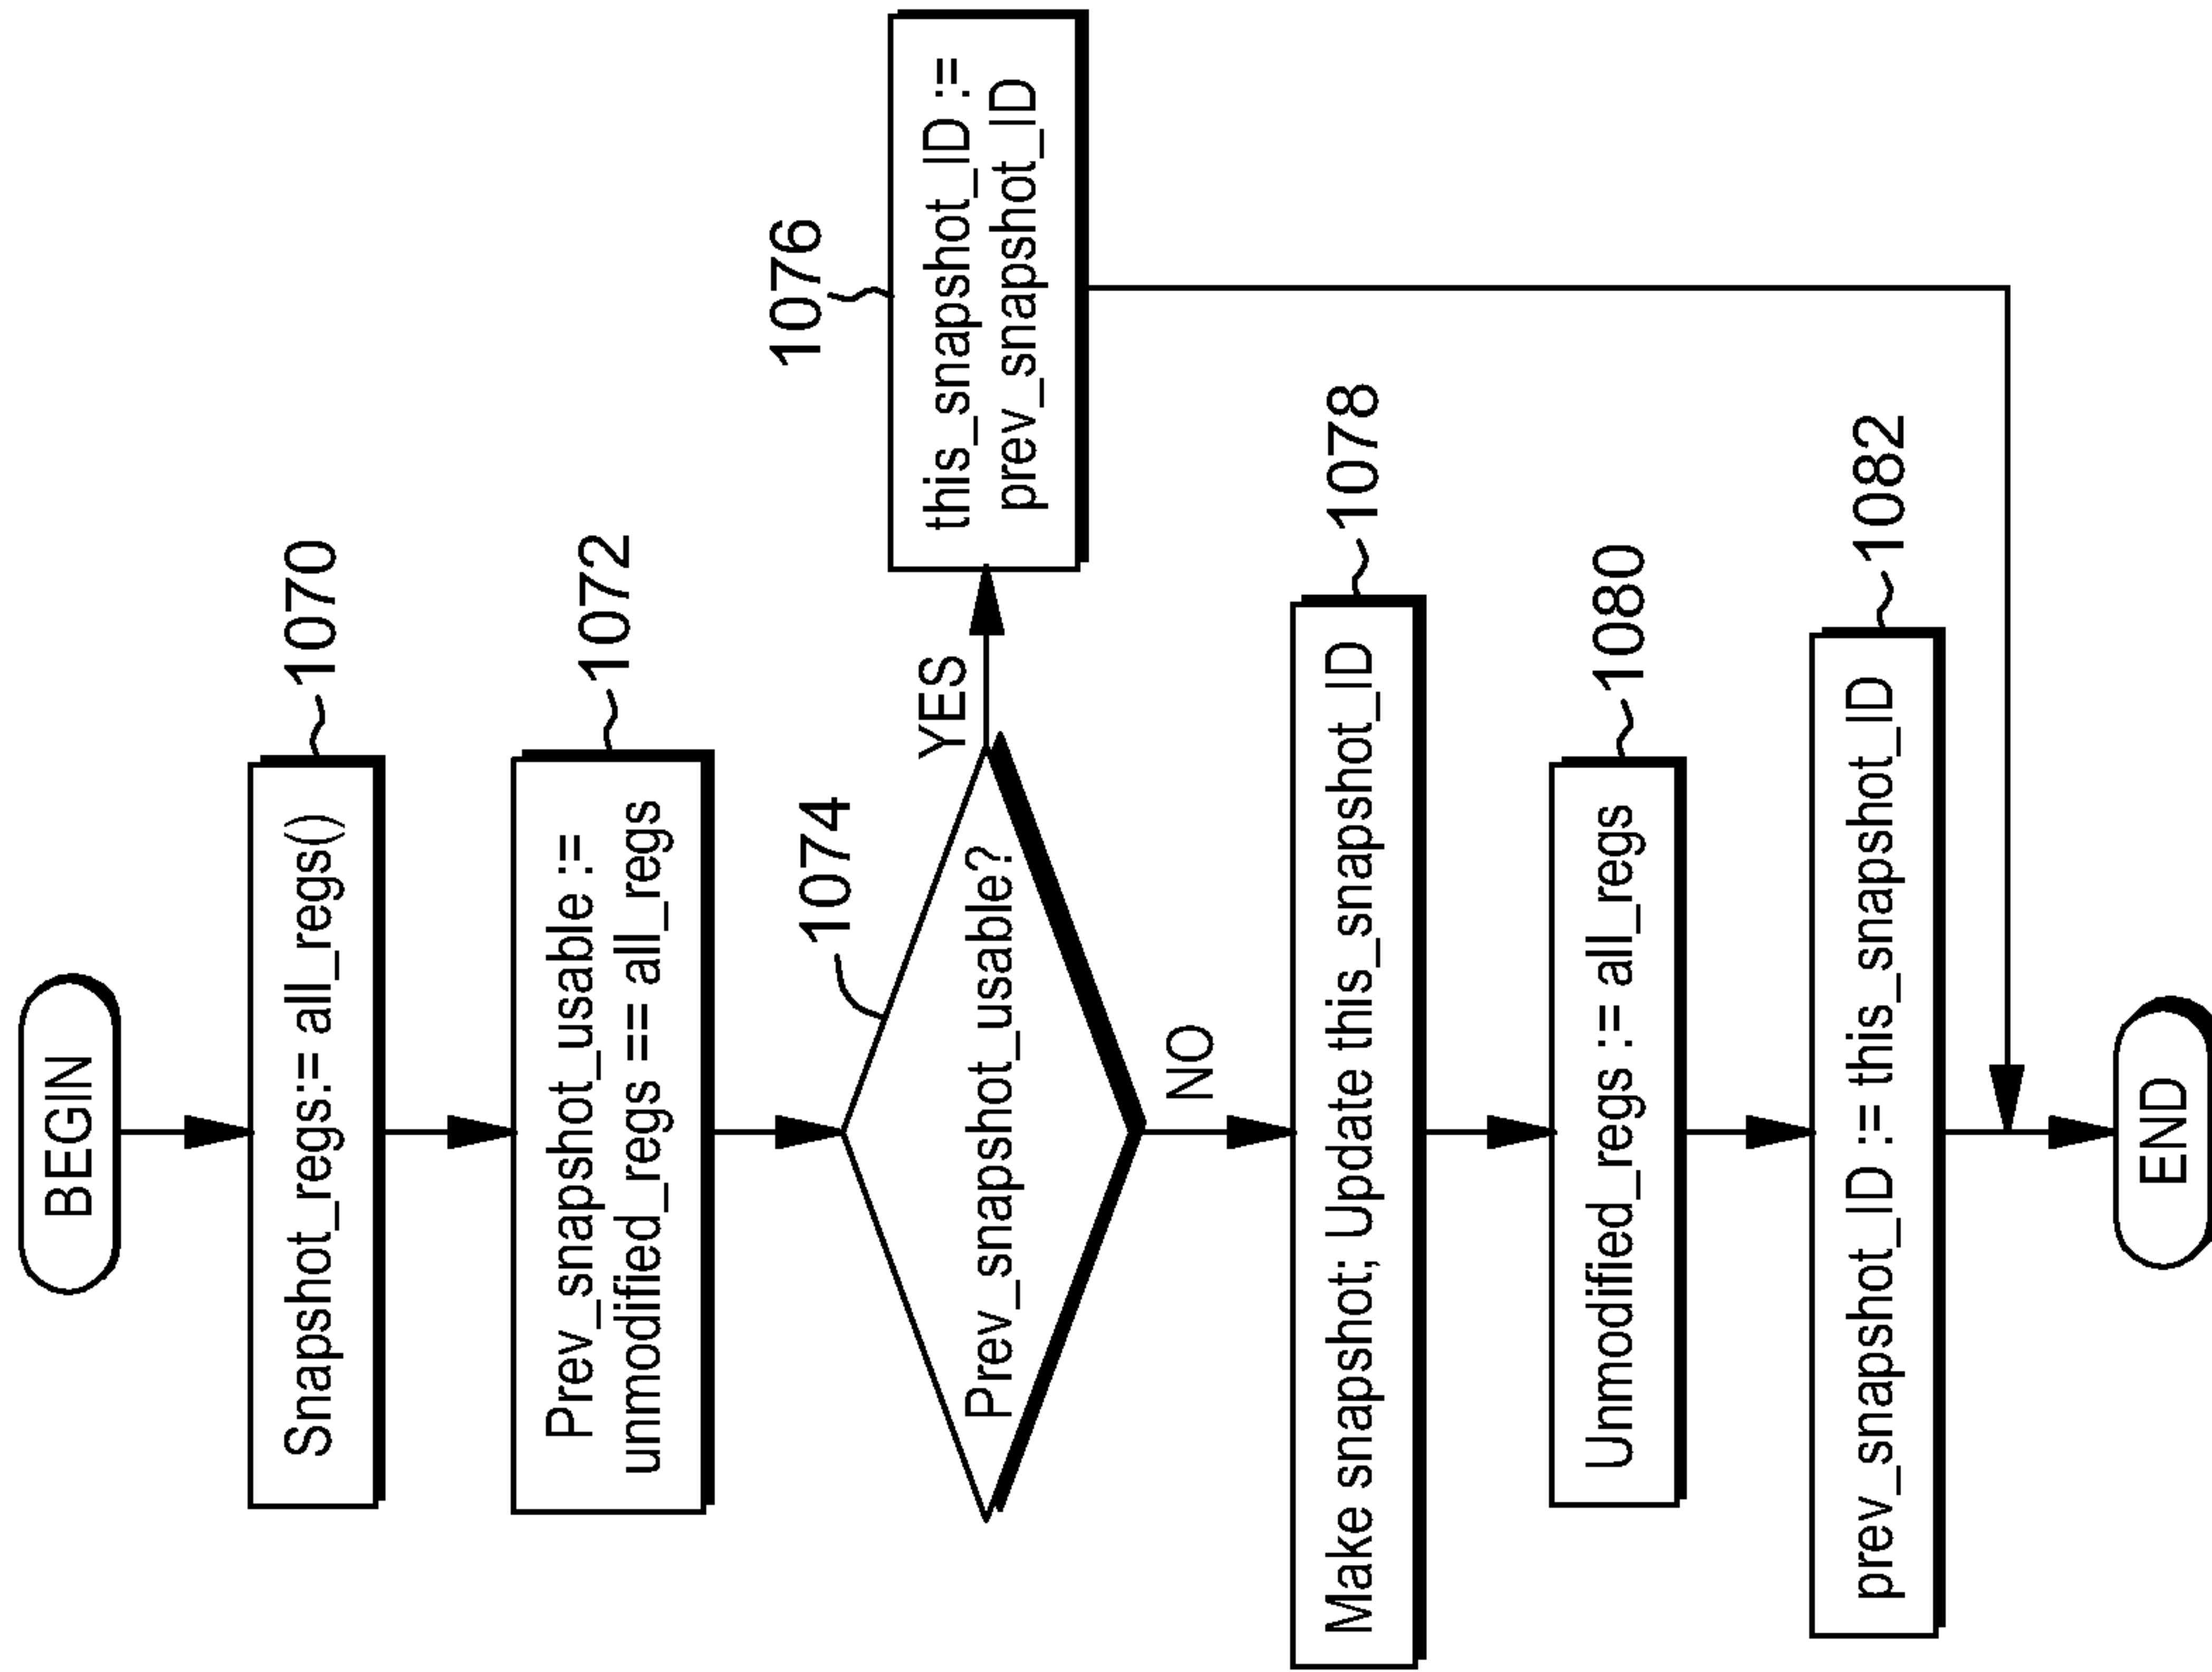 BEGIN
Snapshot_regs:= all_regs()
1070
Prev_snapshot_usable :=
unmodified_regs == all_regs
1072
1074
Prev_snapshot_usable?
YES
1076
this_snapshot_ID :=
prev_snapshot_ID
NO
Make snapshot; Update this_snapshot_ID
1078
Unmodified_regs := all_regs
1080
prev_snapshot_ID := this_snapshot_ID
1082
END